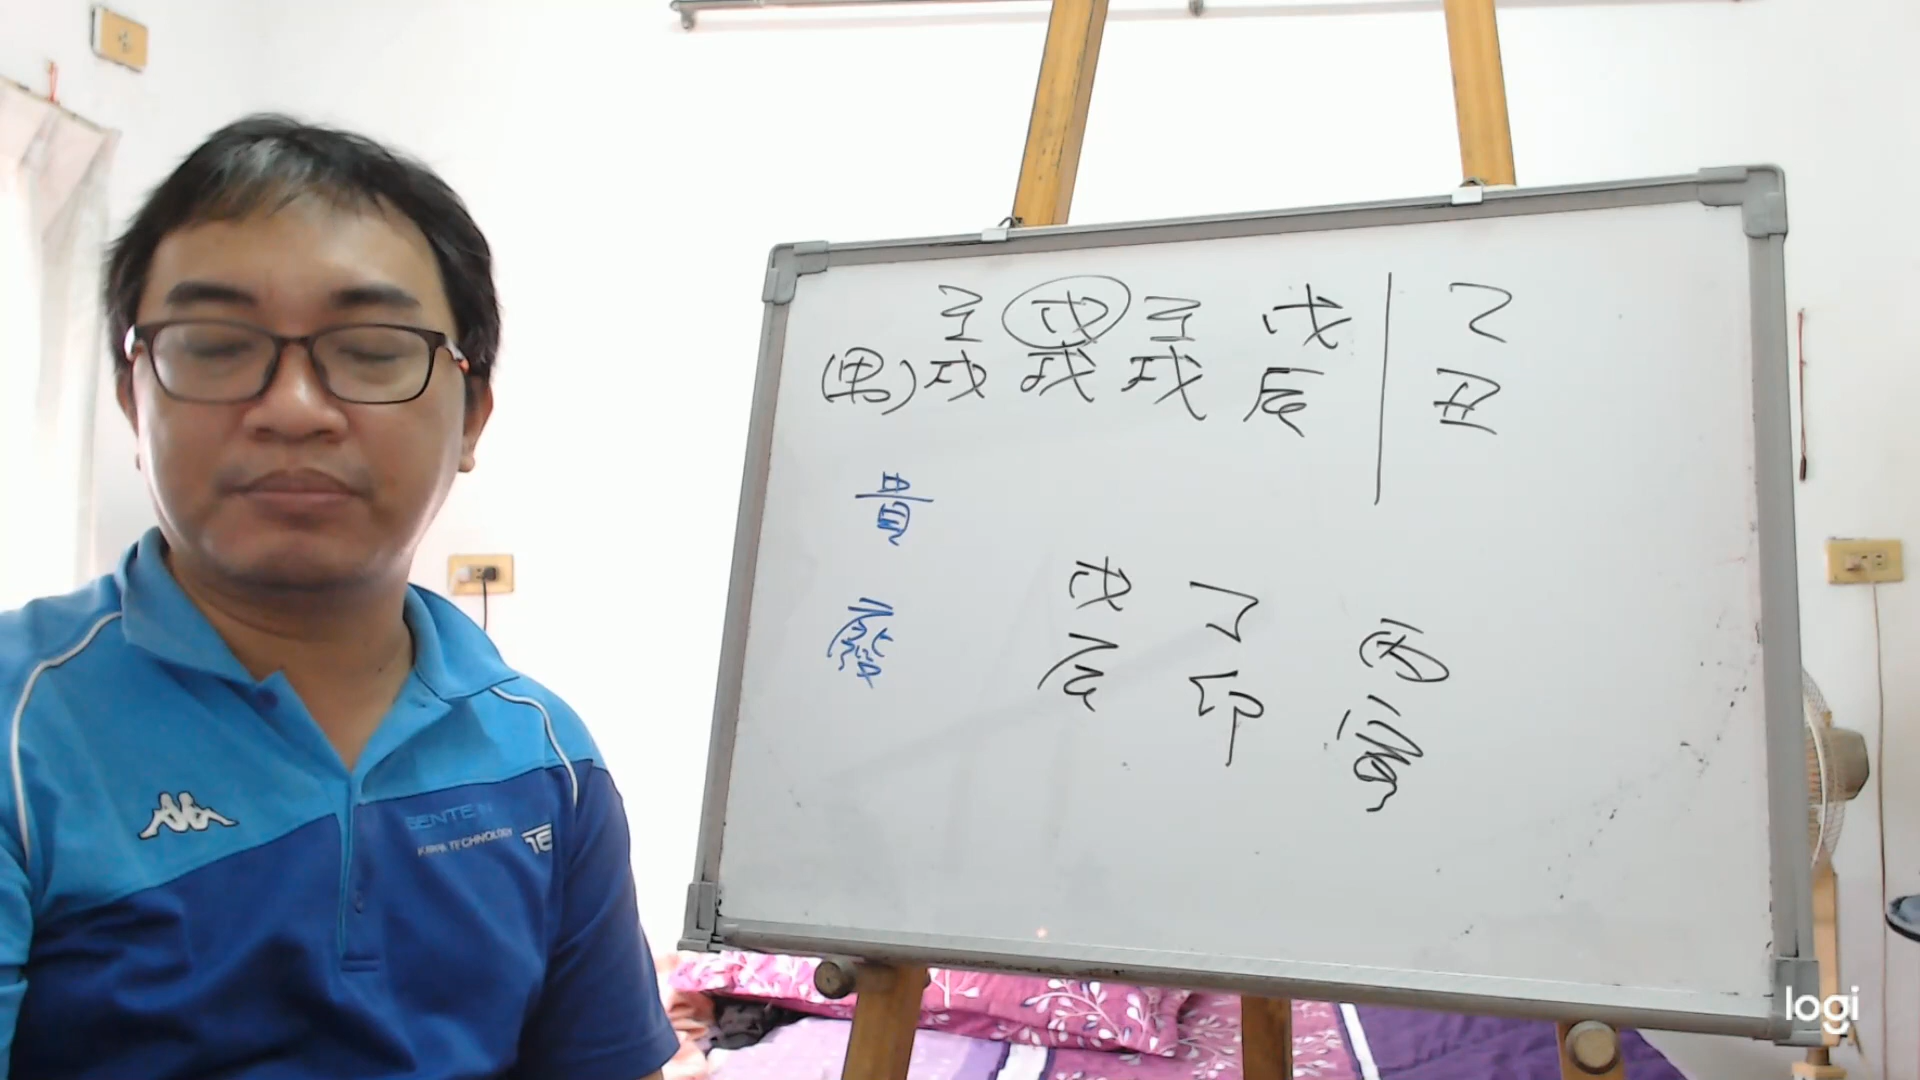 壬 戊 壬 戊 乙
(男) 戌 戌 戌 辰 丑
貴
戊 丁 丙
辰 卯 寅
logi